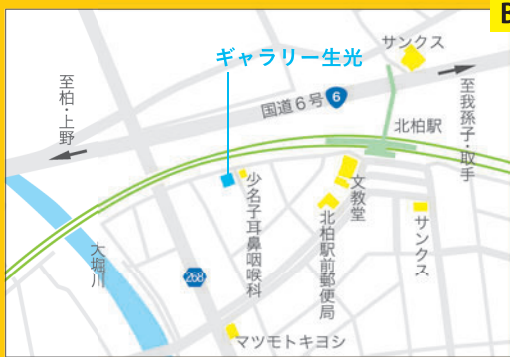 B
サンクス
ギャラリー生光
至柏・上野
国道6号
6
至我孫子・取手
北柏駅
文教堂
少名子耳鼻咽喉科
北柏駅前郵便局
サンクス
大堀川
268
マツモトキヨシ